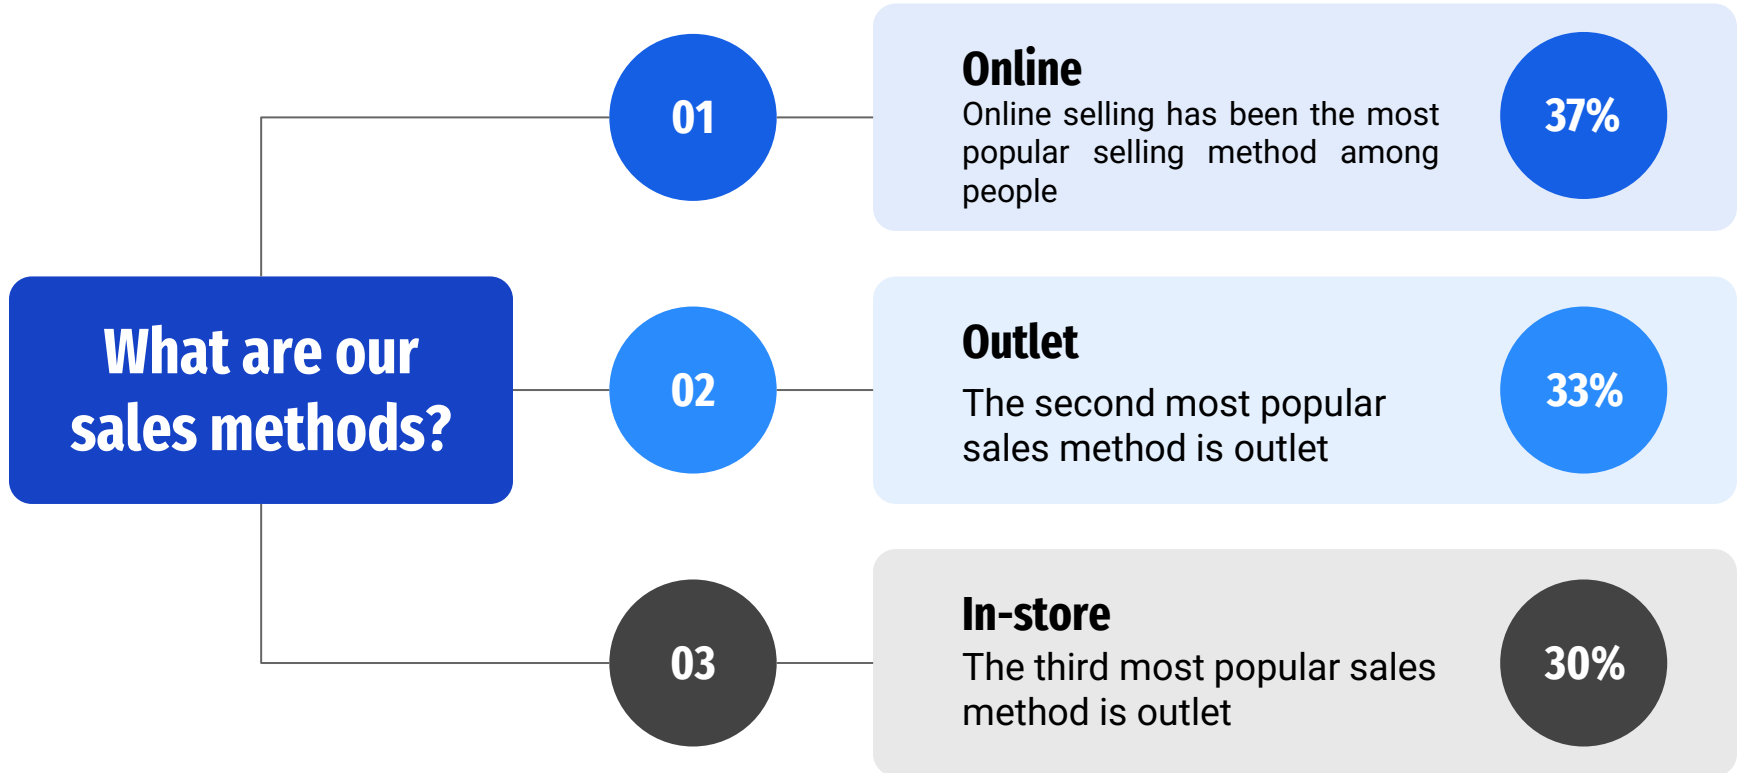 What are our
sales methods?
01
Online
Online selling has been the most
popular selling method among
people
37%
02
Outlet
The second most popular
sales method is outlet
33%
03
In-store
The third most popular sales
method is outlet
30%